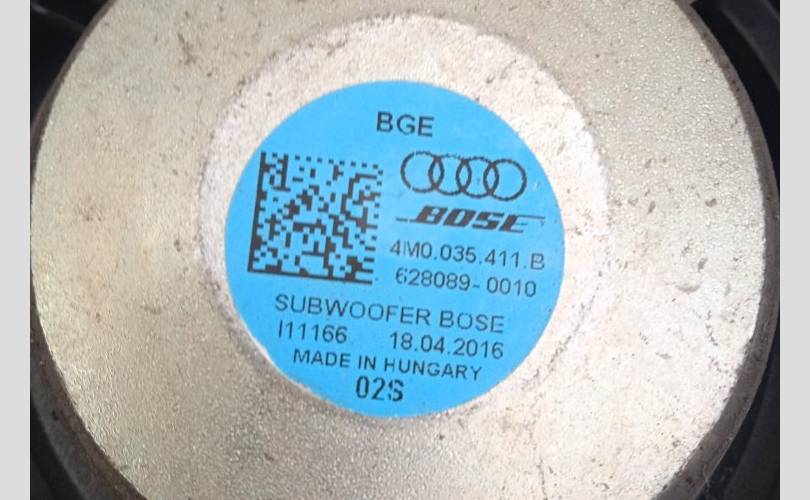 BGE
BOSE
4M0.035.411.B
628089-0010
SUBWOOFER BOSE
I11166 18.04.2016
MADE IN HUNGARY
02S